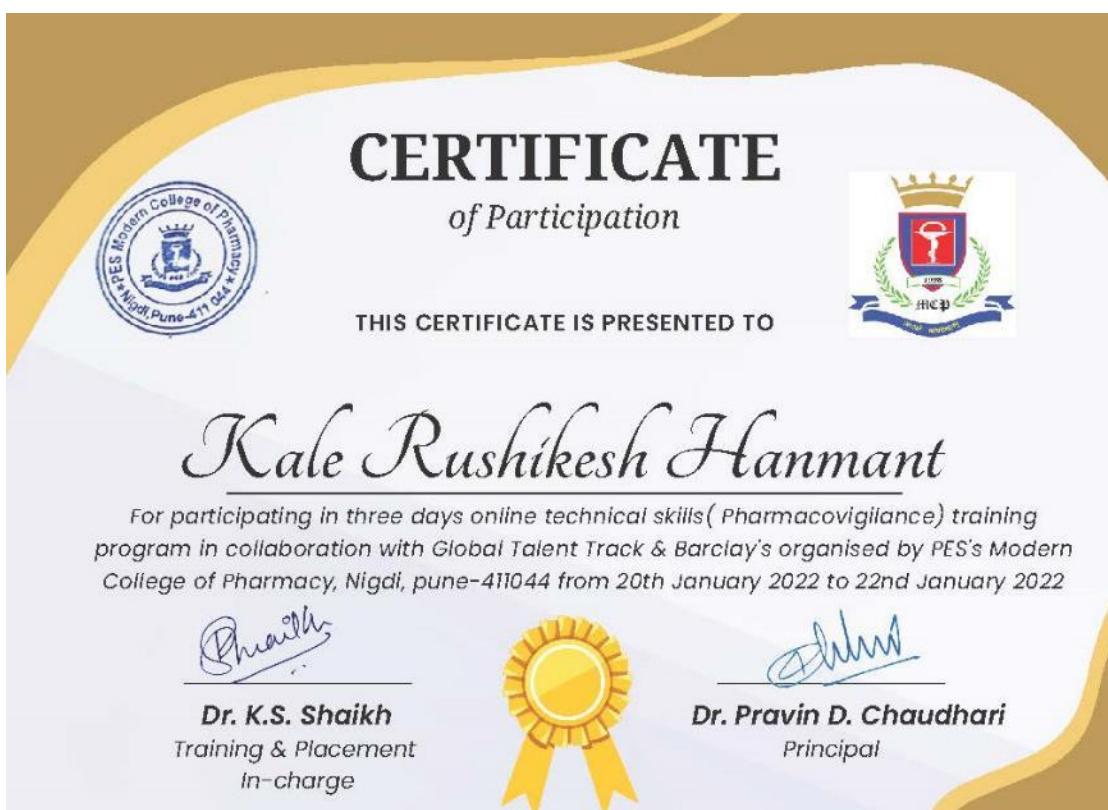 CERTIFICATE
of Participation
PES Modern College of Pharmacy
Nigdi, Pune-411 044
MCP
THIS CERTIFICATE IS PRESENTED TO
Kale Rushikesh Hanmant
For participating in three days online technical skills( Pharmacovigilance) training
program in collaboration with Global Talent Track & Barclay's organised by PES's Modern
College of Pharmacy, Nigdi, pune-411044 from 20th January 2022 to 22nd January 2022
Dr. K.S. Shaikh
Training & Placement
In-charge
Dr. Pravin D. Chaudhari
Principal